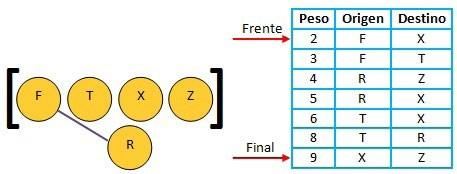 Peso Origen Destino
Frente 2 F X
3 F T
4 R Z
5 R X
6 T X
8 T R
Final 9 X Z
F T X Z
R